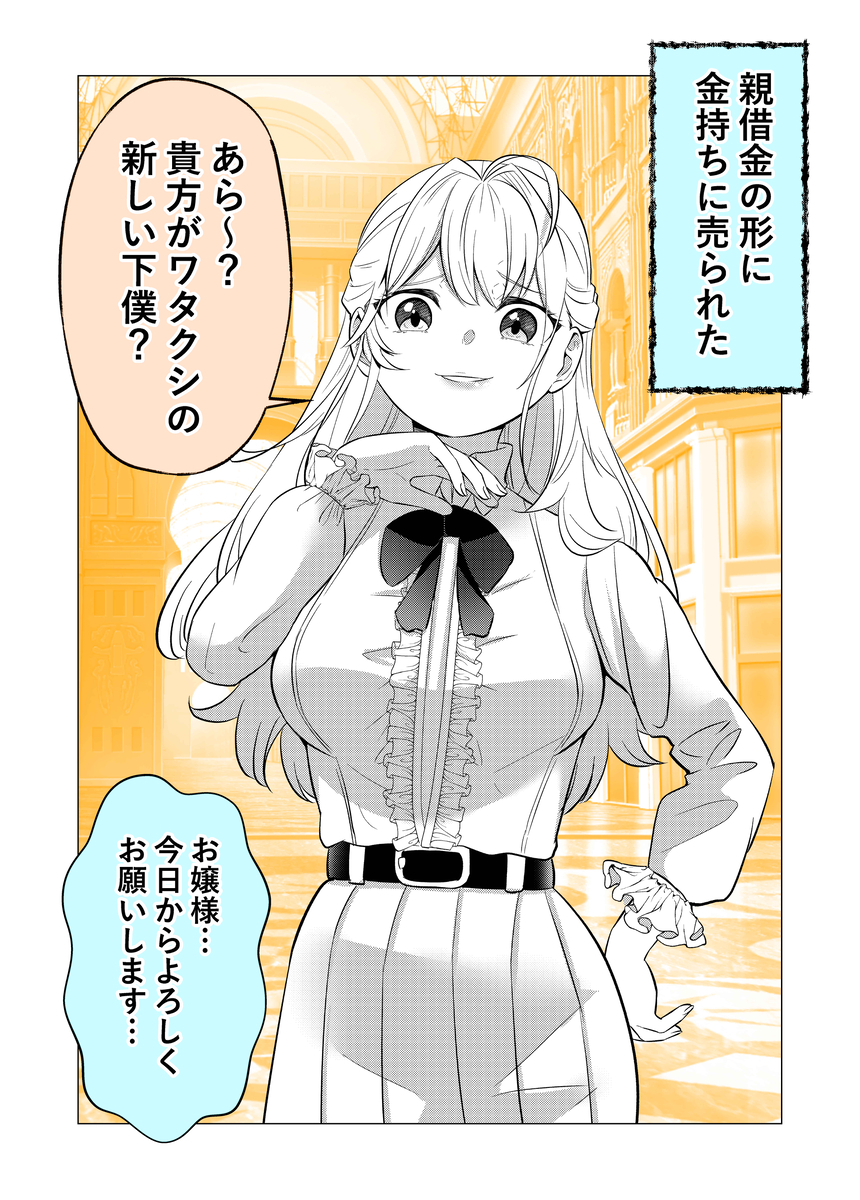 親借金の形に
金持ちに売られた
あら～？
貴方がワタクシの
新しい下僕？
お嬢様…
今日からよろしく
お願いします…